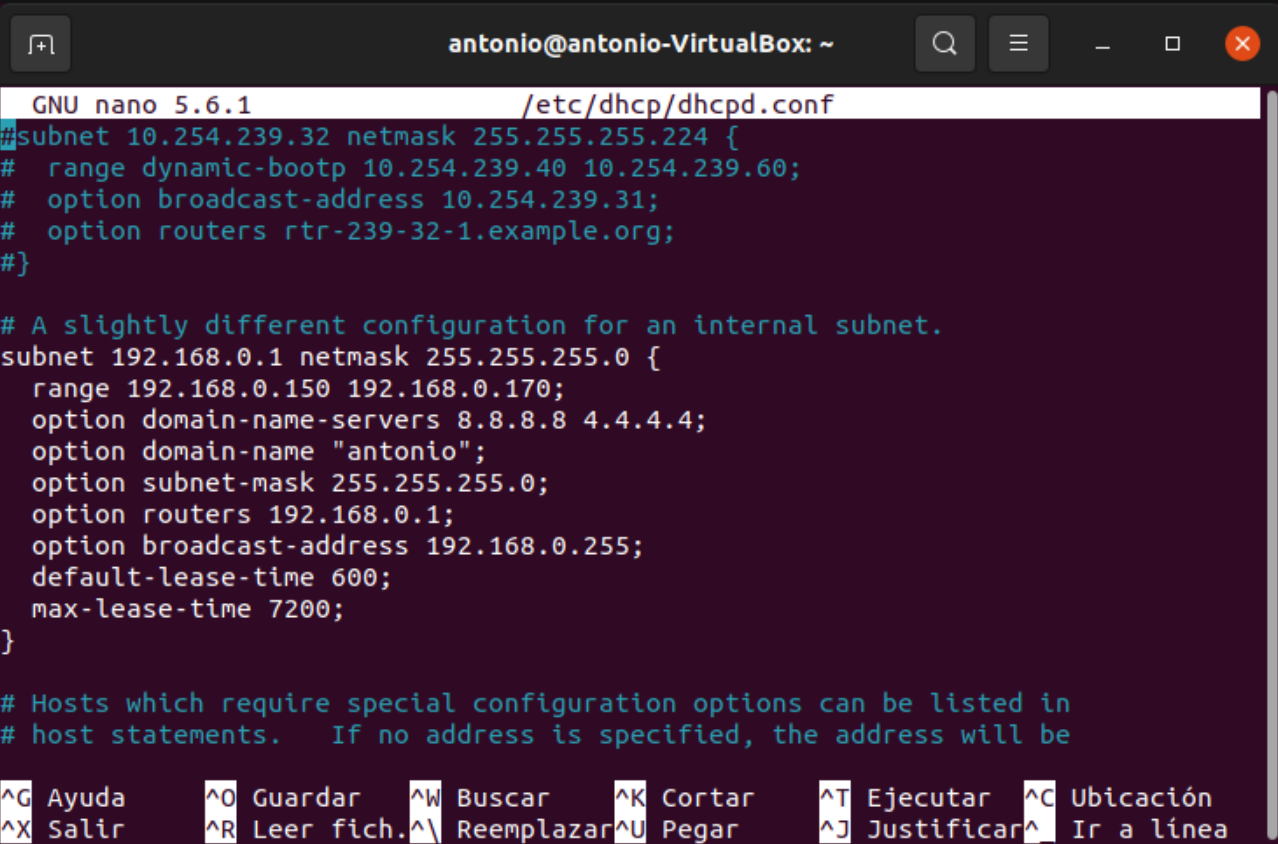 antonio@antonio-VirtualBox: ~
GNU nano 5.6.1 /etc/dhcp/dhcpd.conf
#subnet 10.254.239.32 netmask 255.255.255.224 {
#  range dynamic-bootp 10.254.239.40 10.254.239.60;
#  option broadcast-address 10.254.239.31;
#  option routers rtr-239-32-1.example.org;
#}
# A slightly different configuration for an internal subnet.
subnet 192.168.0.1 netmask 255.255.255.0 {
  range 192.168.0.150 192.168.0.170;
  option domain-name-servers 8.8.8.8 4.4.4.4;
  option domain-name "antonio";
  option subnet-mask 255.255.255.0;
  option routers 192.168.0.1;
  option broadcast-address 192.168.0.255;
  default-lease-time 600;
  max-lease-time 7200;
}
# Hosts which require special configuration options can be listed in
# host statements.   If no address is specified, the address will be
^G Ayuda ^O Guardar ^W Buscar ^K Cortar ^T Ejecutar ^C Ubicación
^X Salir ^R Leer fich. ^\ Reemplazar ^U Pegar ^J Justificar ^_ Ir a línea